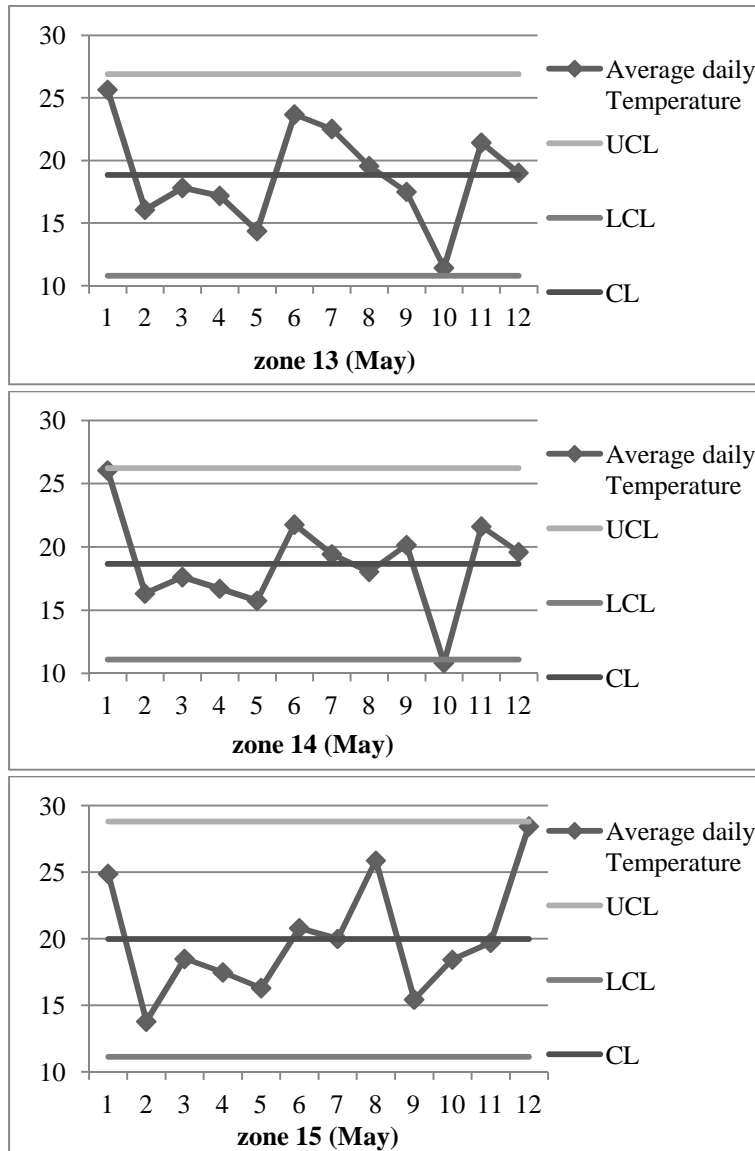 30
25
20
15
10
1 2 3 4 5 6 7 8 9 10 11 12
zone 13 (May)
Average daily
Temperature
UCL
LCL
CL
30
25
20
15
10
1 2 3 4 5 6 7 8 9 10 11 12
zone 14 (May)
Average daily
Temperature
UCL
LCL
CL
30
25
20
15
10
1 2 3 4 5 6 7 8 9 10 11 12
zone 15 (May)
Average daily
Temperature
UCL
LCL
CL